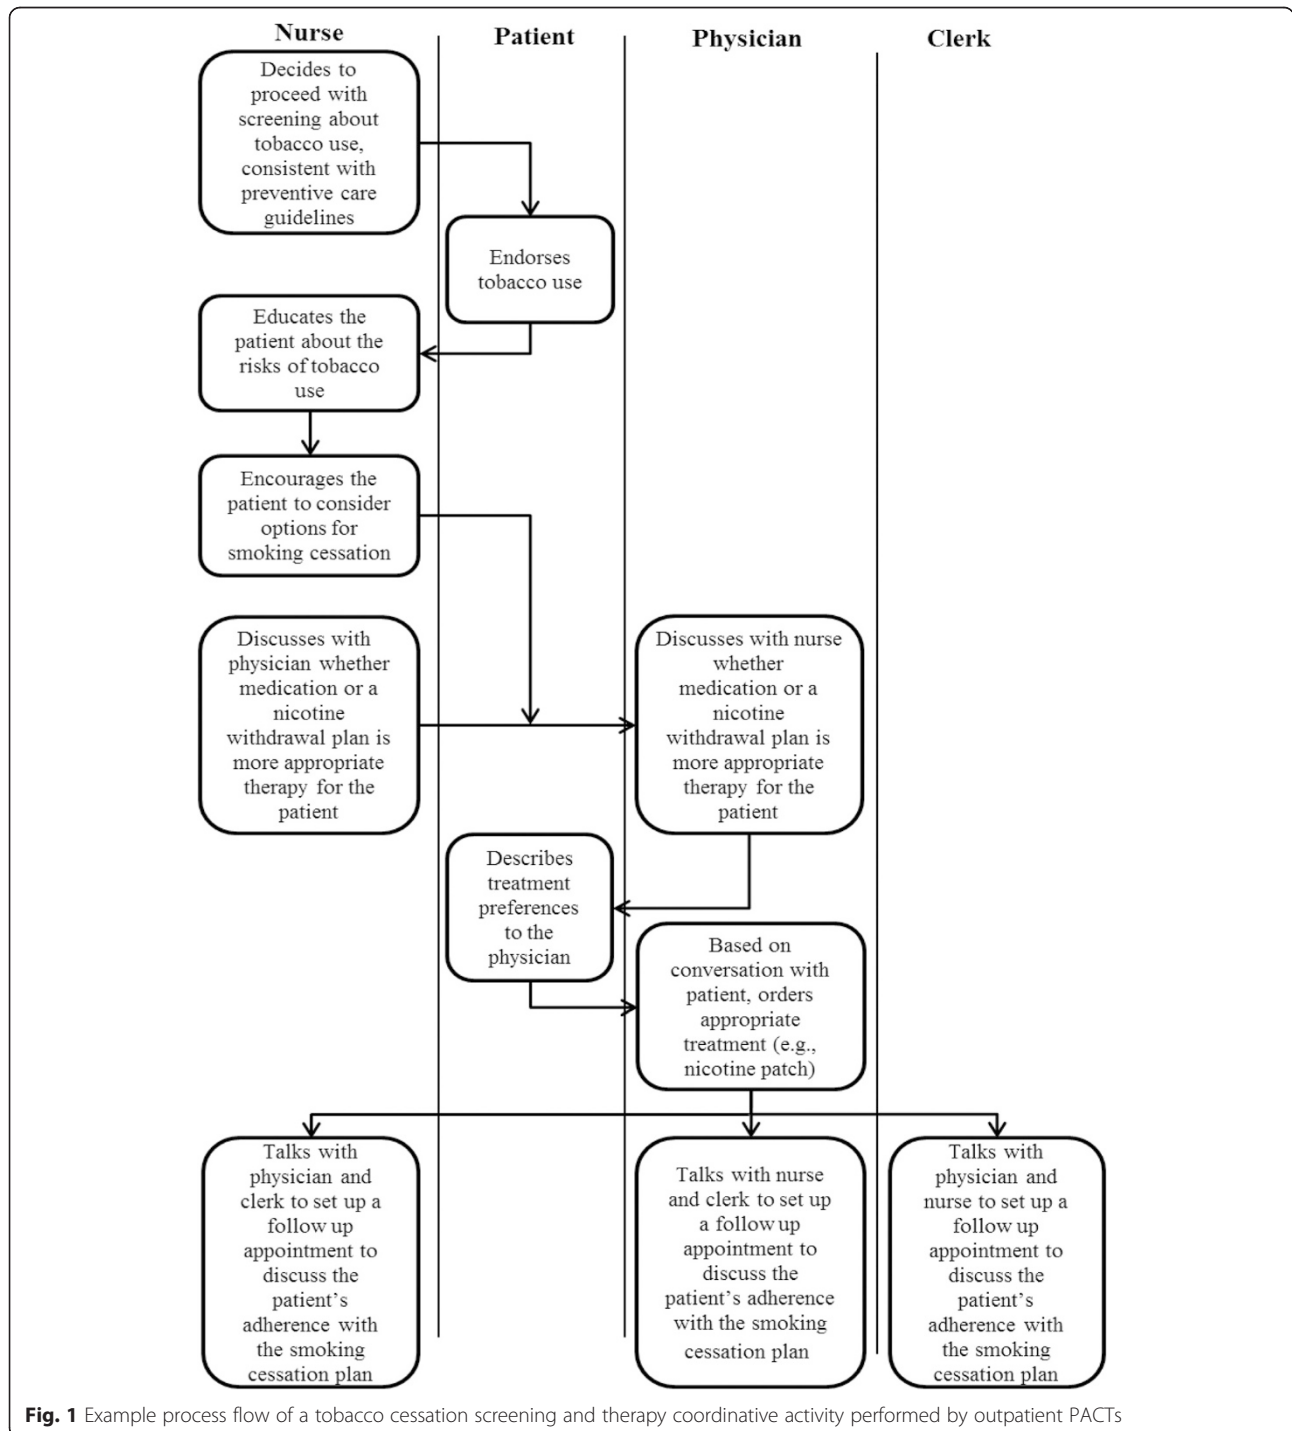 Nurse
Patient
Physician
Clerk
Decides to
proceed with
screening about
tobacco use,
consistent with
preventive care
guidelines
Endorses
tobacco use
Educates the
patient about the
risks of tobacco
use
Encourages the
patient to consider
options for
smoking cessation
Discusses with
physician whether
medication or a
nicotine
withdrawal plan is
more appropriate
therapy for the
patient
Discusses with nurse
whether
medication or a
nicotine
withdrawal plan is
more appropriate
therapy for the
patient
Describes
treatment
preferences
to the
physician
Based on
conversation with
patient, orders
appropriate
treatment (e.g.,
nicotine patch)
Talks with
physician and
clerk to set up a
follow up
appointment to
discuss the
patient's
adherence with
the smoking
cessation plan
Talks with nurse
and clerk to set up
a follow up
appointment to
discuss the
patient's adherence
with the smoking
cessation plan
Talks with
physician and
nurse to set up a
follow up
appointment to
discuss the
patient's
adherence with
the smoking
cessation plan
Fig. 1 Example process flow of a tobacco cessation screening and therapy coordinative activity performed by outpatient PACTs